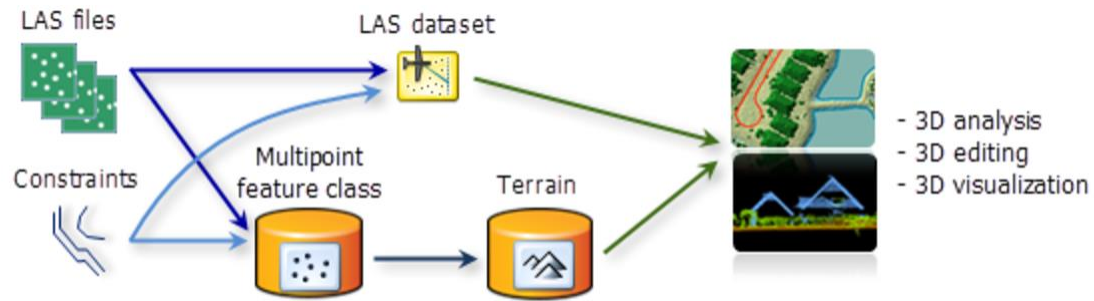 LAS files
LAS dataset
Constraints
Multipoint
feature class
Terrain
- 3D analysis
- 3D editing
- 3D visualization